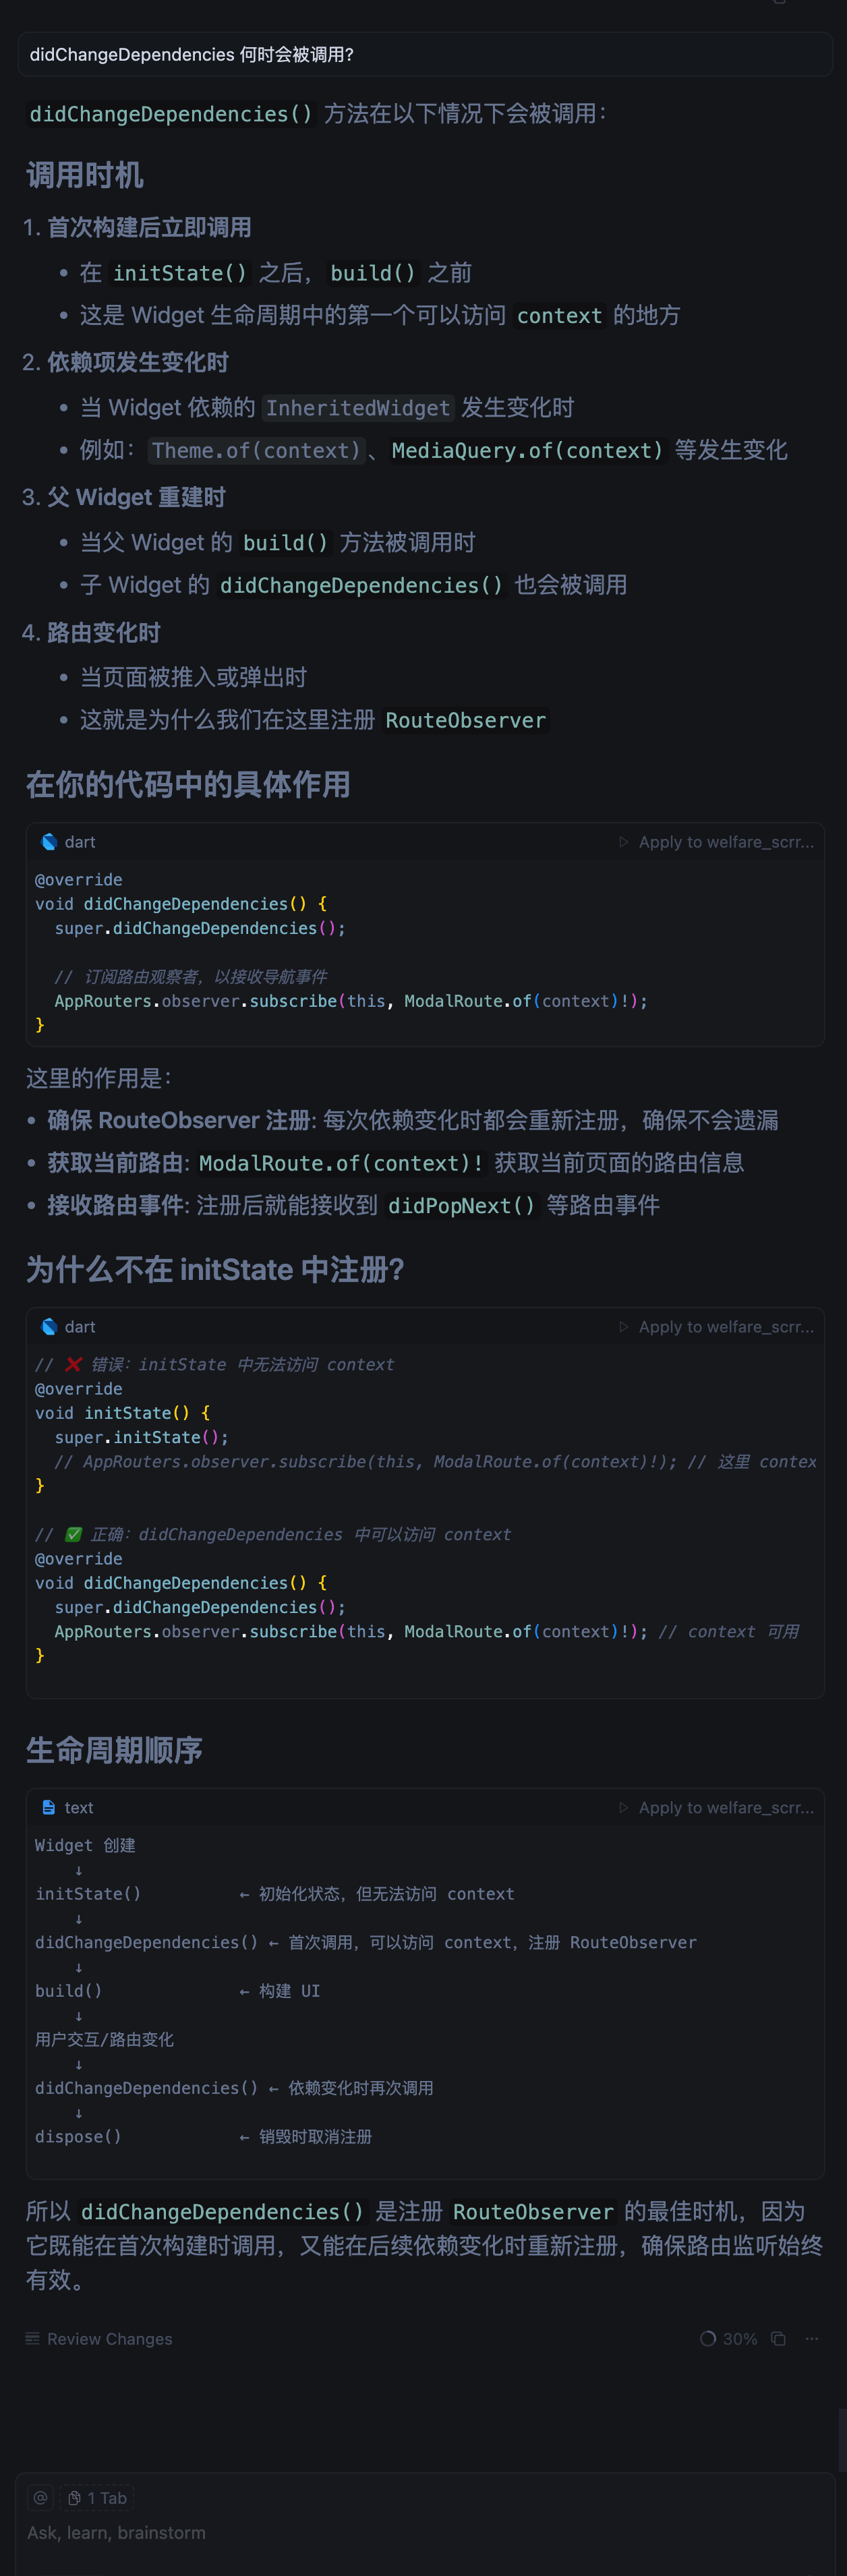 didChangeDependencies 何时会被调用?
didChangeDependencies() 方法在以下情况下会被调用：
调用时机
1. 首次构建后立即调用
• 在 initState() 之后，build() 之前
• 这是 Widget 生命周期中的第一个可以访问 context 的地方
2. 依赖项发生变化时
• 当 Widget 依赖的 InheritedWidget 发生变化时
• 例如：Theme.of(context)、MediaQuery.of(context) 等发生变化
3. 父 Widget 重建时
• 当父 Widget 的 build() 方法被调用时
• 子 Widget 的 didChangeDependencies() 也会被调用
4. 路由变化时
• 当页面被推入或弹出时
• 这就是为什么我们在这里注册 RouteObserver
在你的代码中的具体作用
dart Apply to welfare_scrr...
@override
void didChangeDependencies() {
super.didChangeDependencies();
// 订阅路由观察者，以接收导航事件
AppRouters.observer.subscribe(this, ModalRoute.of(context)!);
}
这里的作用是：
• 确保 RouteObserver 注册: 每次依赖变化时都会重新注册，确保不会遗漏
• 获取当前路由: ModalRoute.of(context)! 获取当前页面的路由信息
• 接收路由事件: 注册后就能接收到 didPopNext() 等路由事件
为什么不在 initState 中注册?
dart Apply to welfare_scrr...
// ❌ 错误：initState 中无法访问 context
@override
void initState() {
super.initState();
// AppRouters.observer.subscribe(this, ModalRoute.of(context)!); // 这里 contex
}
// ✅ 正确：didChangeDependencies 中可以访问 context
@override
void didChangeDependencies() {
super.didChangeDependencies();
AppRouters.observer.subscribe(this, ModalRoute.of(context)!); // context 可用
}
生命周期顺序
text Apply to welfare_scrr...
Widget 创建
↓
initState() ← 初始化状态，但无法访问 context
↓
didChangeDependencies() ← 首次调用，可以访问 context，注册 RouteObserver
↓
build() ← 构建 UI
↓
用户交互/路由变化
↓
didChangeDependencies() ← 依赖变化时再次调用
↓
dispose() ← 销毁时取消注册
所以 didChangeDependencies() 是注册 RouteObserver 的最佳时机，因为
它既能在首次构建时调用，又能在后续依赖变化时重新注册，确保路由监听始终
有效。
Review Changes 30% ...
@ 1 Tab
Ask, learn, brainstorm